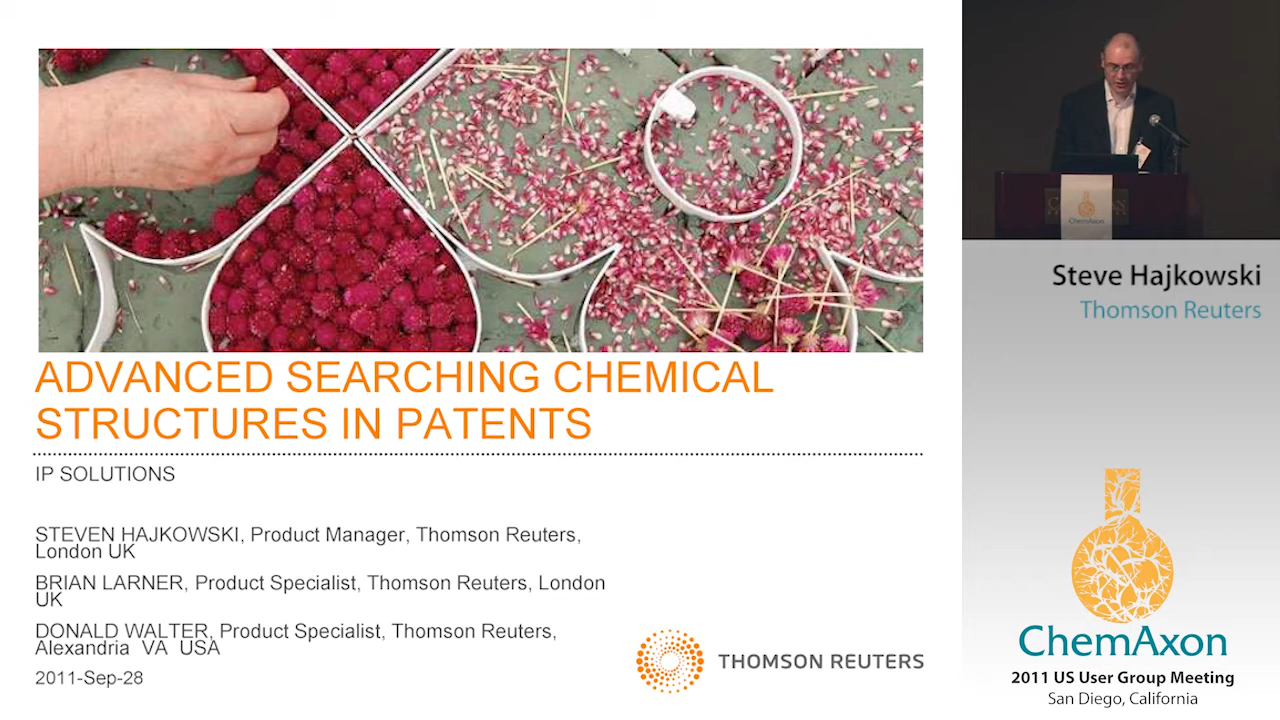 ADVANCED SEARCHING CHEMICAL
STRUCTURES IN PATENTS
IP SOLUTIONS
STEVEN HAJKOWSKI, Product Manager, Thomson Reuters,
London UK
BRIAN LARNER, Product Specialist, Thomson Reuters, London
UK
DONALD WALTER, Product Specialist, Thomson Reuters,
Alexandria VA USA
2011-Sep-28
THOMSON REUTERS
ChemAxon
Steve Hajkowski
Thomson Reuters
ChemAxon
2011 US User Group Meeting
San Diego, California